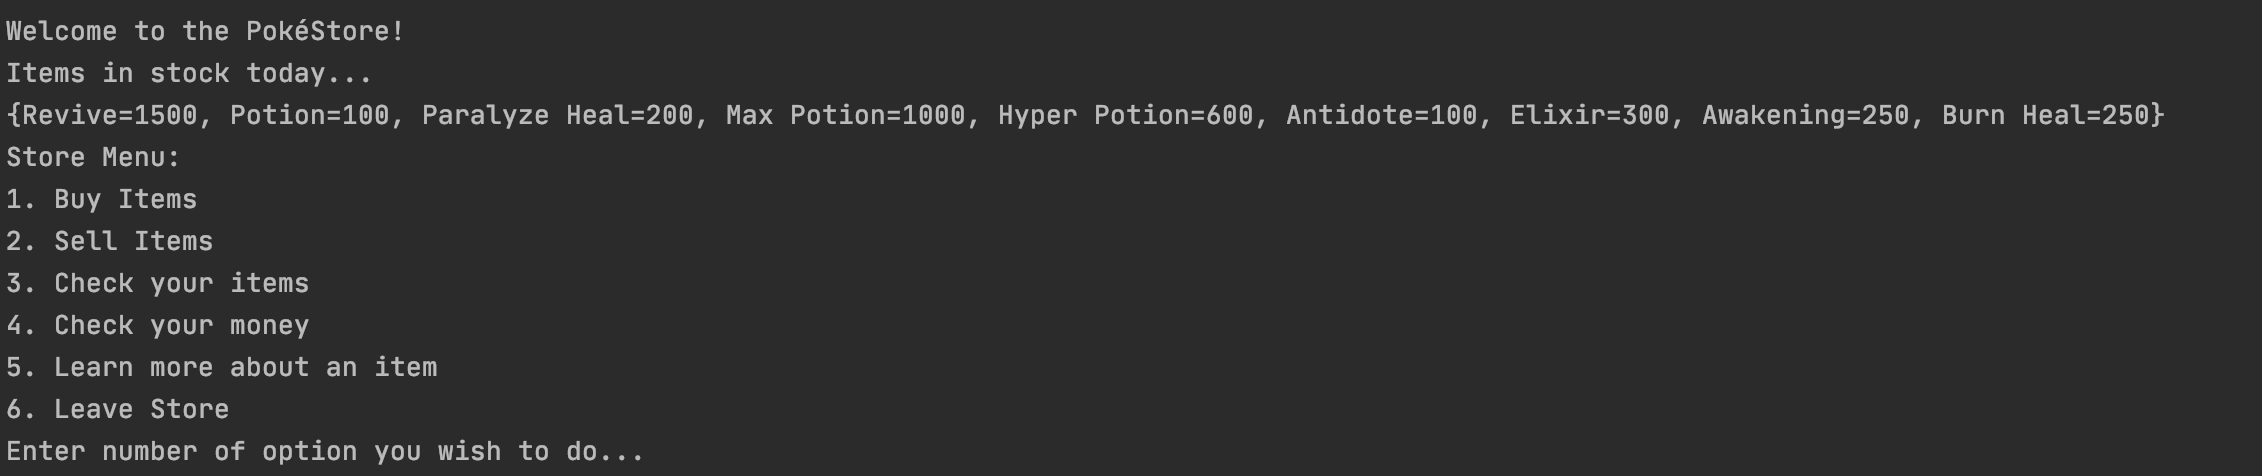 Welcome to the PokéStore!
Items in stock today...
{Revive=1500, Potion=100, Paralyze Heal=200, Max Potion=1000, Hyper Potion=600, Antidote=100, Elixir=300, Awakening=250, Burn Heal=250}
Store Menu:
1. Buy Items
2. Sell Items
3. Check your items
4. Check your money
5. Learn more about an item
6. Leave Store
Enter number of option you wish to do...